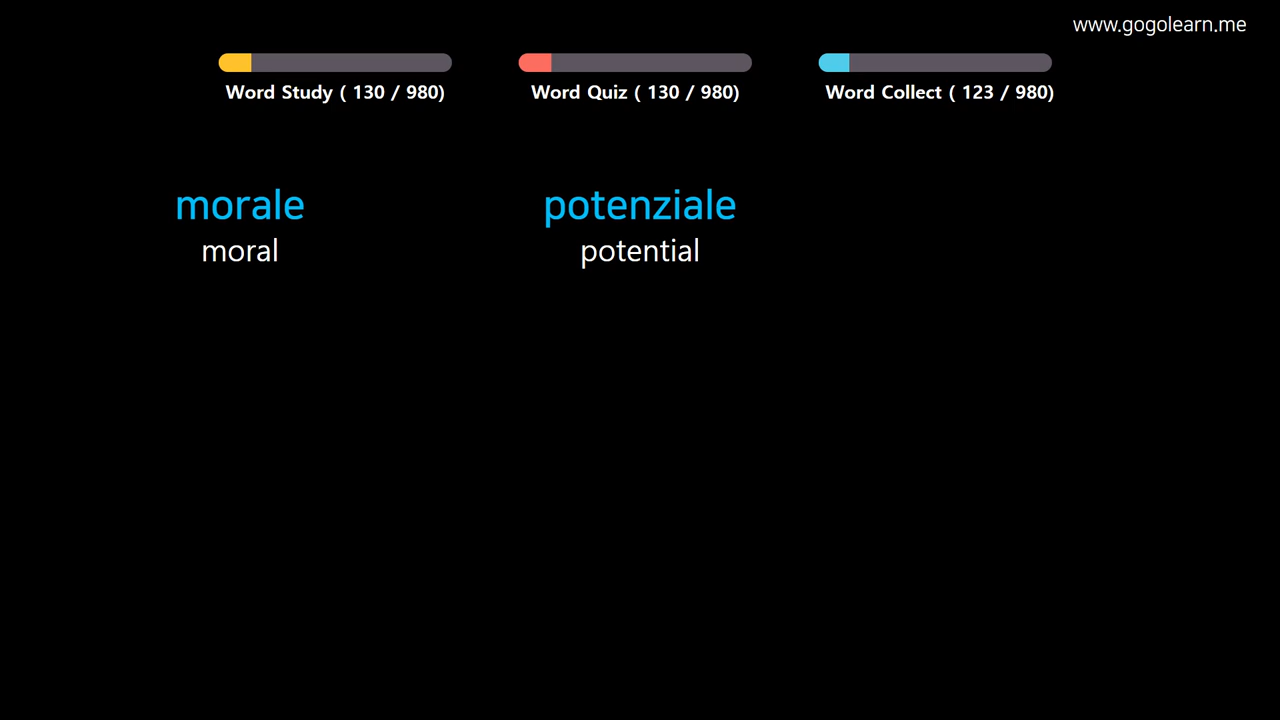 www.gogolearn.me
Word Study ( 130 / 980)
Word Quiz ( 130 / 980)
Word Collect ( 123 / 980)
morale
moral
potenziale
potential